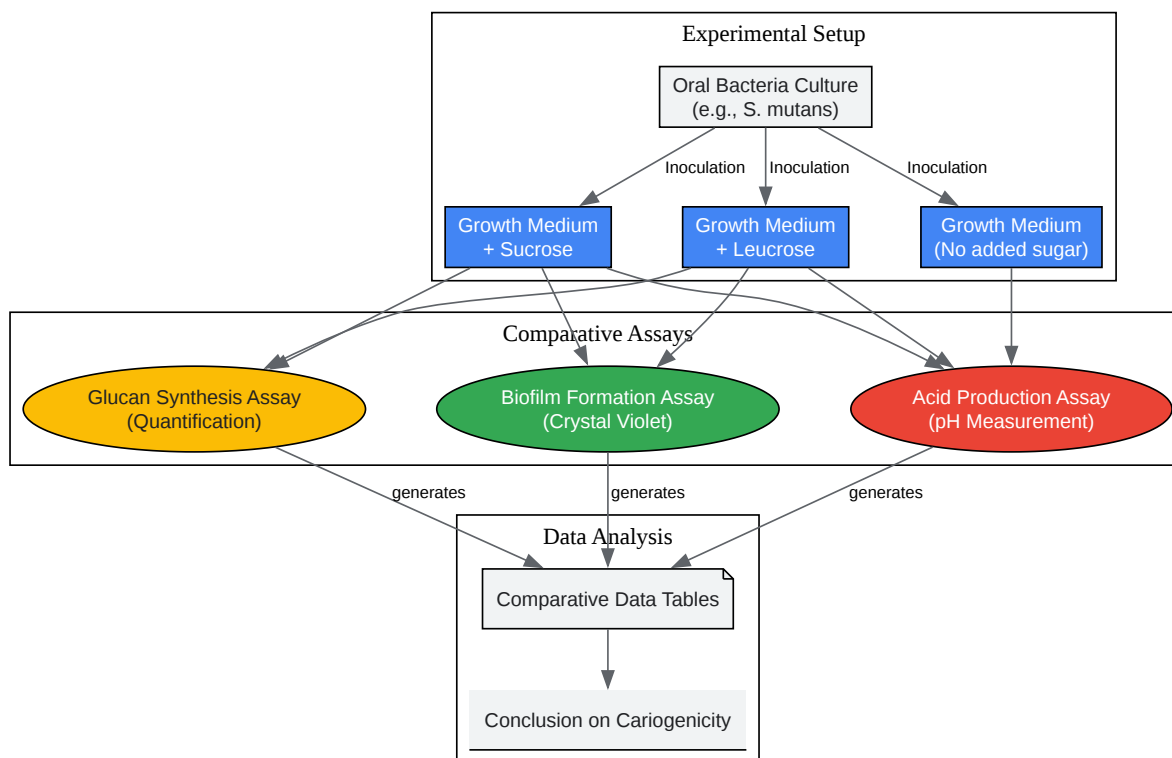 Experimental Setup
Oral Bacteria Culture
(e.g., S. mutans)
Inoculation
Inoculation
Inoculation
Growth Medium
+ Sucrose
Growth Medium
+ Leucrose
Growth Medium
(No added sugar)
Comparative Assays
Glucan Synthesis Assay
(Quantification)
Biofilm Formation Assay
(Crystal Violet)
Acid Production Assay
(pH Measurement)
generates
generates
generates
Data Analysis
Comparative Data Tables
Conclusion on Cariogenicity